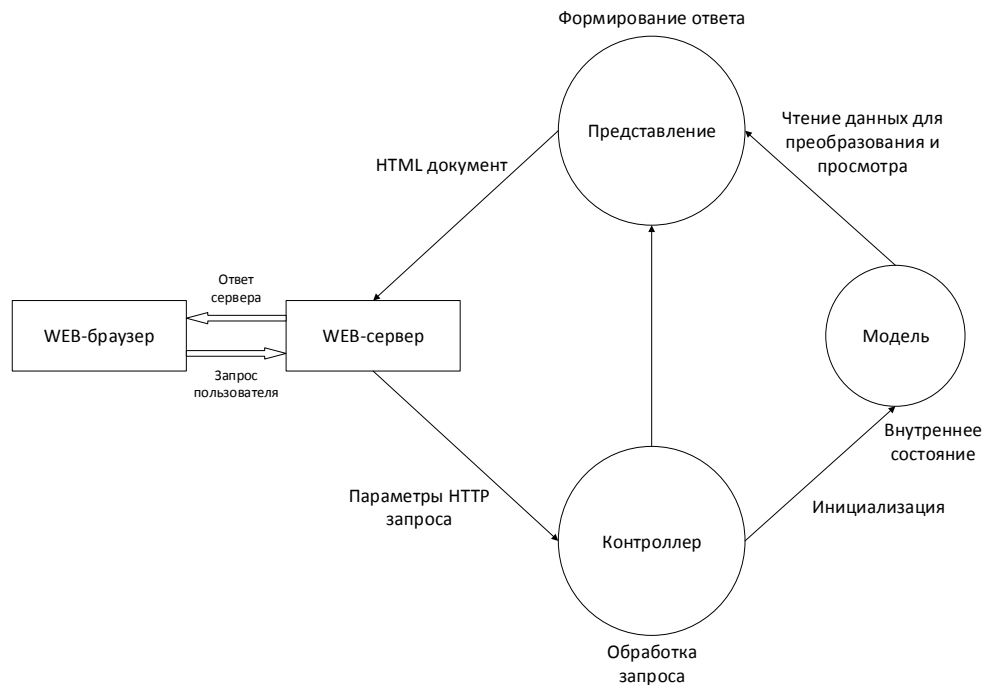 Формирование ответа
Представление
Чтение данных для
преобразования и
просмотра
HTML документ
Ответ
сервера
WEB-браузер
WEB-сервер
Модель
Запрос
пользователя
Внутреннее
состояние
Параметры HTTP
запроса
Инициализация
Контроллер
Обработка
запроса